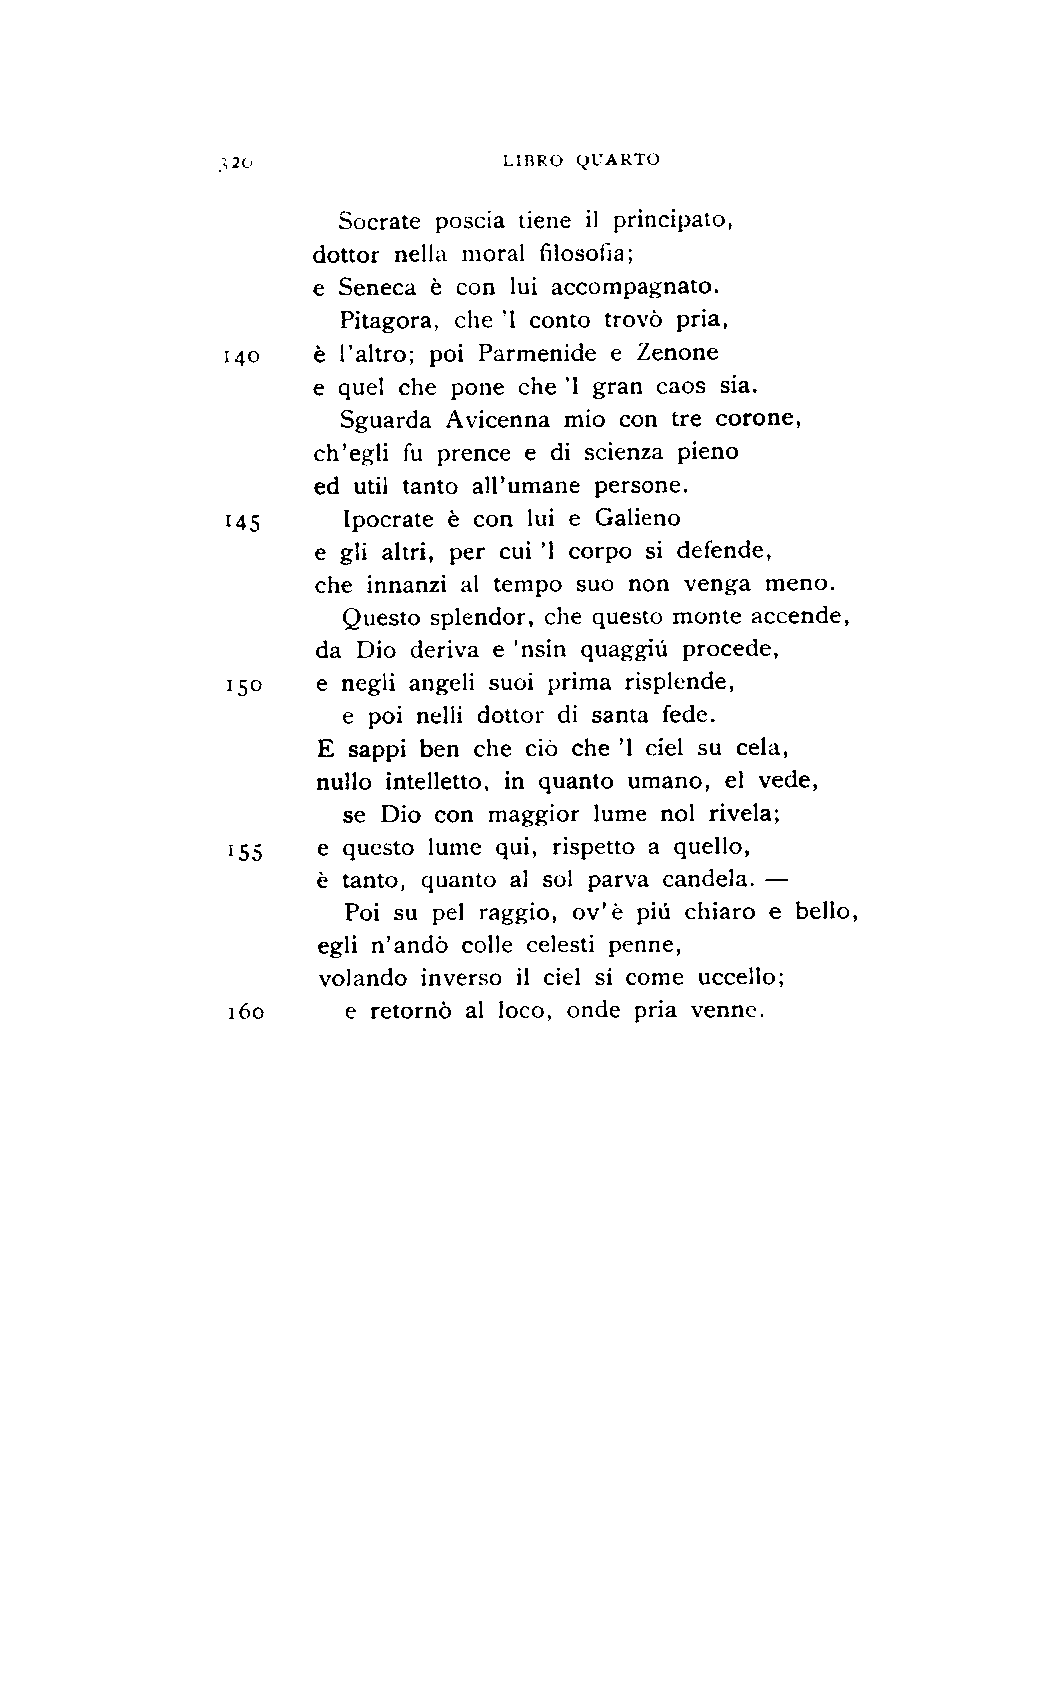 320 LIBRO QUARTO
Socrate poscia tiene il principato,
dottor nella moral filosofia;
e Seneca è con lui accompagnato.
Pitagora, che 'l conto trovò pria,
140 è l'altro; poi Parmenide e Zenone
e quel che pone che 'l gran caos sia.
Sguarda Avicenna mio con tre corone,
ch'egli fu prence e di scienza pieno
ed util tanto all'umane persone.
145 Ipocrate è con lui e Galieno
e gli altri, per cui 'l corpo si defende,
che innanzi al tempo suo non venga meno.
Questo splendor, che questo monte accende,
da Dio deriva e 'nsin quaggiú procede,
150 e negli angeli suoi prima risplende,
e poi nelli dottor di santa fede.
E sappi ben che ciò che 'l ciel su cela,
nullo intelletto, in quanto umano, el vede,
se Dio con maggior lume nol rivela;
155 e questo lume qui, rispetto a quello,
è tanto, quanto al sol parva candela. —
Poi su pel raggio, ov'è piú chiaro e bello,
egli n'andò colle celesti penne,
volando inverso il ciel sí come uccello;
160 e retornò al loco, onde pria venne.